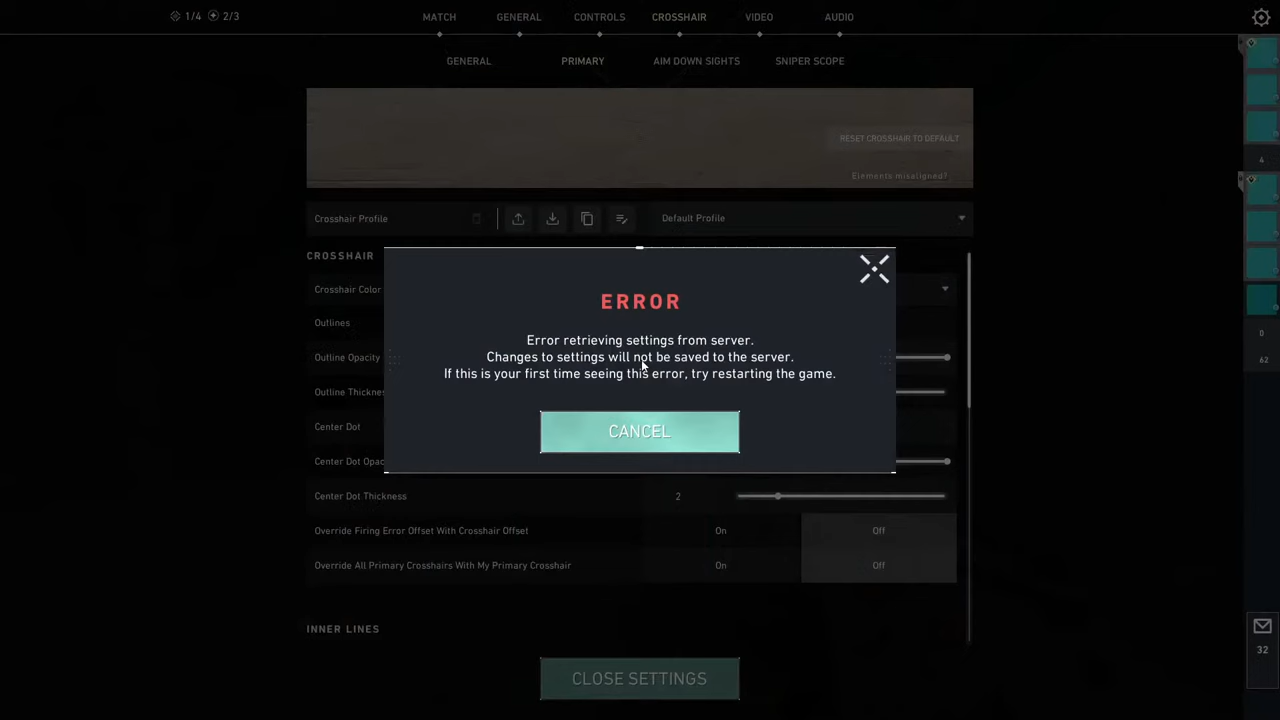 1/4 2/3
MATCH GENERAL CONTROLS CROSSHAIR VIDEO AUDIO
GENERAL PRIMARY AIM DOWN SIGHTS SNIPER SCOPE
RESET CROSSHAIR TO DEFAULT
Elements misaligned?
Crosshair Profile Default Profile
CROSSHAIR
Crosshair Color
Outlines
Outline Opacity
Outline Thicknes
Center Dot
Center Dot Opac
ERROR
Error retrieving settings from server.
Changes to settings will not be saved to the server.
If this is your first time seeing this error, try restarting the game.
CANCEL
Center Dot Thickness 2
Override Firing Error Offset With Crosshair Offset On Off
Override All Primary Crosshairs With My Primary Crosshair On Off
INNER LINES
CLOSE SETTINGS
62
32